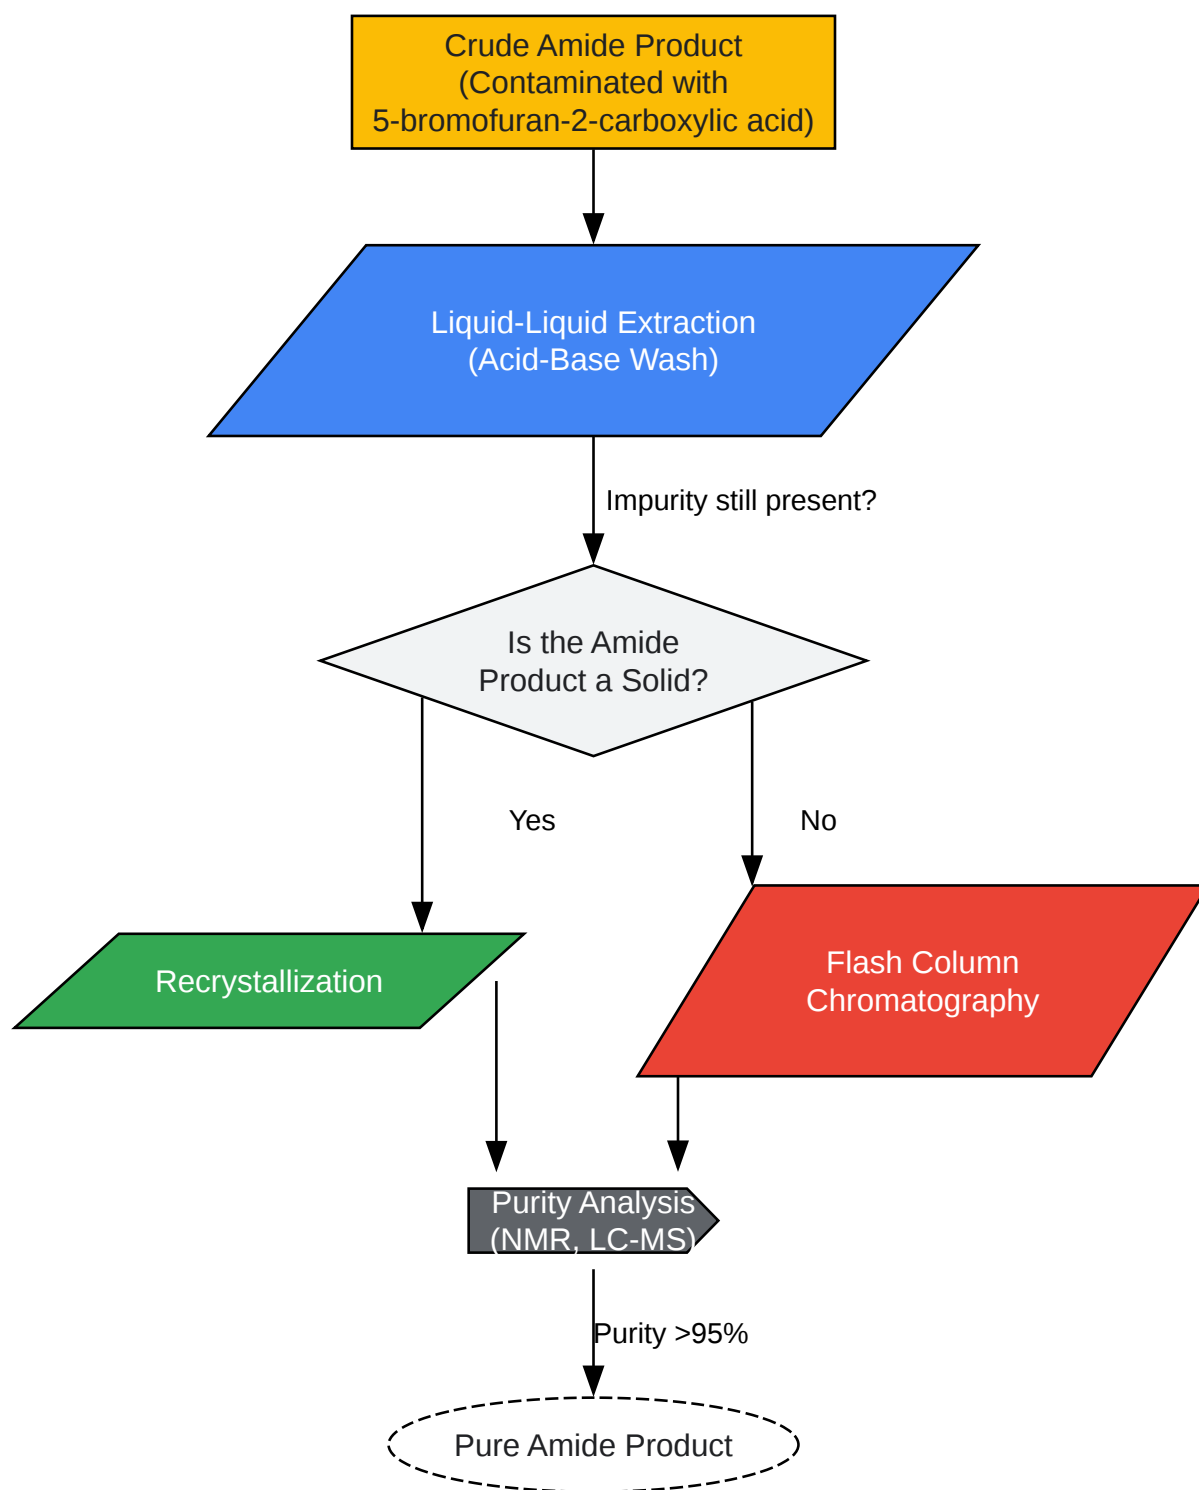 Crude Amide Product
(Contaminated with
5-bromofuran-2-carboxylic acid)
Liquid-Liquid Extraction
(Acid-Base Wash)
Impurity still present?
Is the Amide
Product a Solid?
Yes
No
Recrystallization
Flash Column
Chromatography
Purity Analysis
(NMR, LC-MS)
Purity >95%
Pure Amide Product